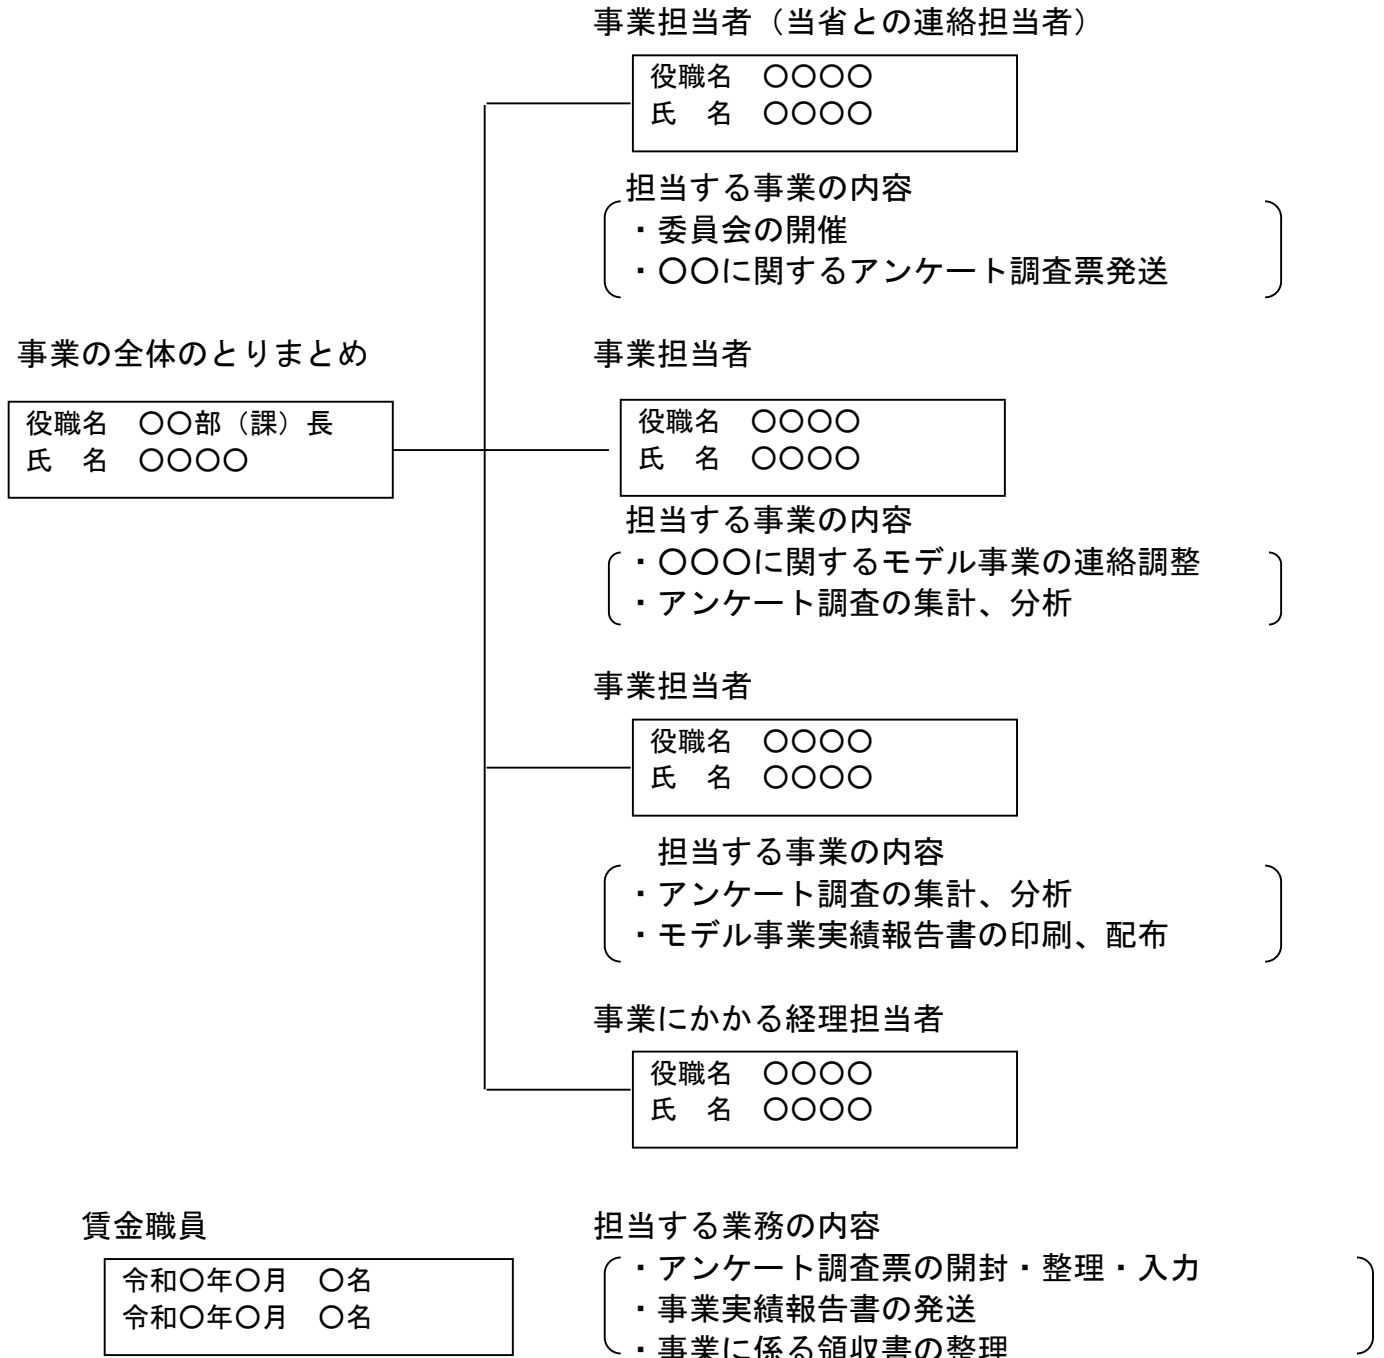 事業担当者（当省との連絡担当者）
役職名　〇〇〇〇
氏　名　〇〇〇〇
担当する事業の内容
・委員会の開催
・〇〇に関するアンケート調査票発送
事業の全体のとりまとめ
役職名　〇〇部（課）長
氏　名　〇〇〇〇
事業担当者
役職名　〇〇〇〇
氏　名　〇〇〇〇
担当する事業の内容
・〇〇〇に関するモデル事業の連絡調整
・アンケート調査の集計、分析
事業担当者
役職名　〇〇〇〇
氏　名　〇〇〇〇
担当する事業の内容
・アンケート調査の集計、分析
・モデル事業実績報告書の印刷、配布
事業にかかる経理担当者
役職名　〇〇〇〇
氏　名　〇〇〇〇
賃金職員
令和〇年〇月　〇名
令和〇年〇月　〇名
担当する業務の内容
・アンケート調査票の開封・整理・入力
・事業実績報告書の発送
・事業に係る領収書の整理